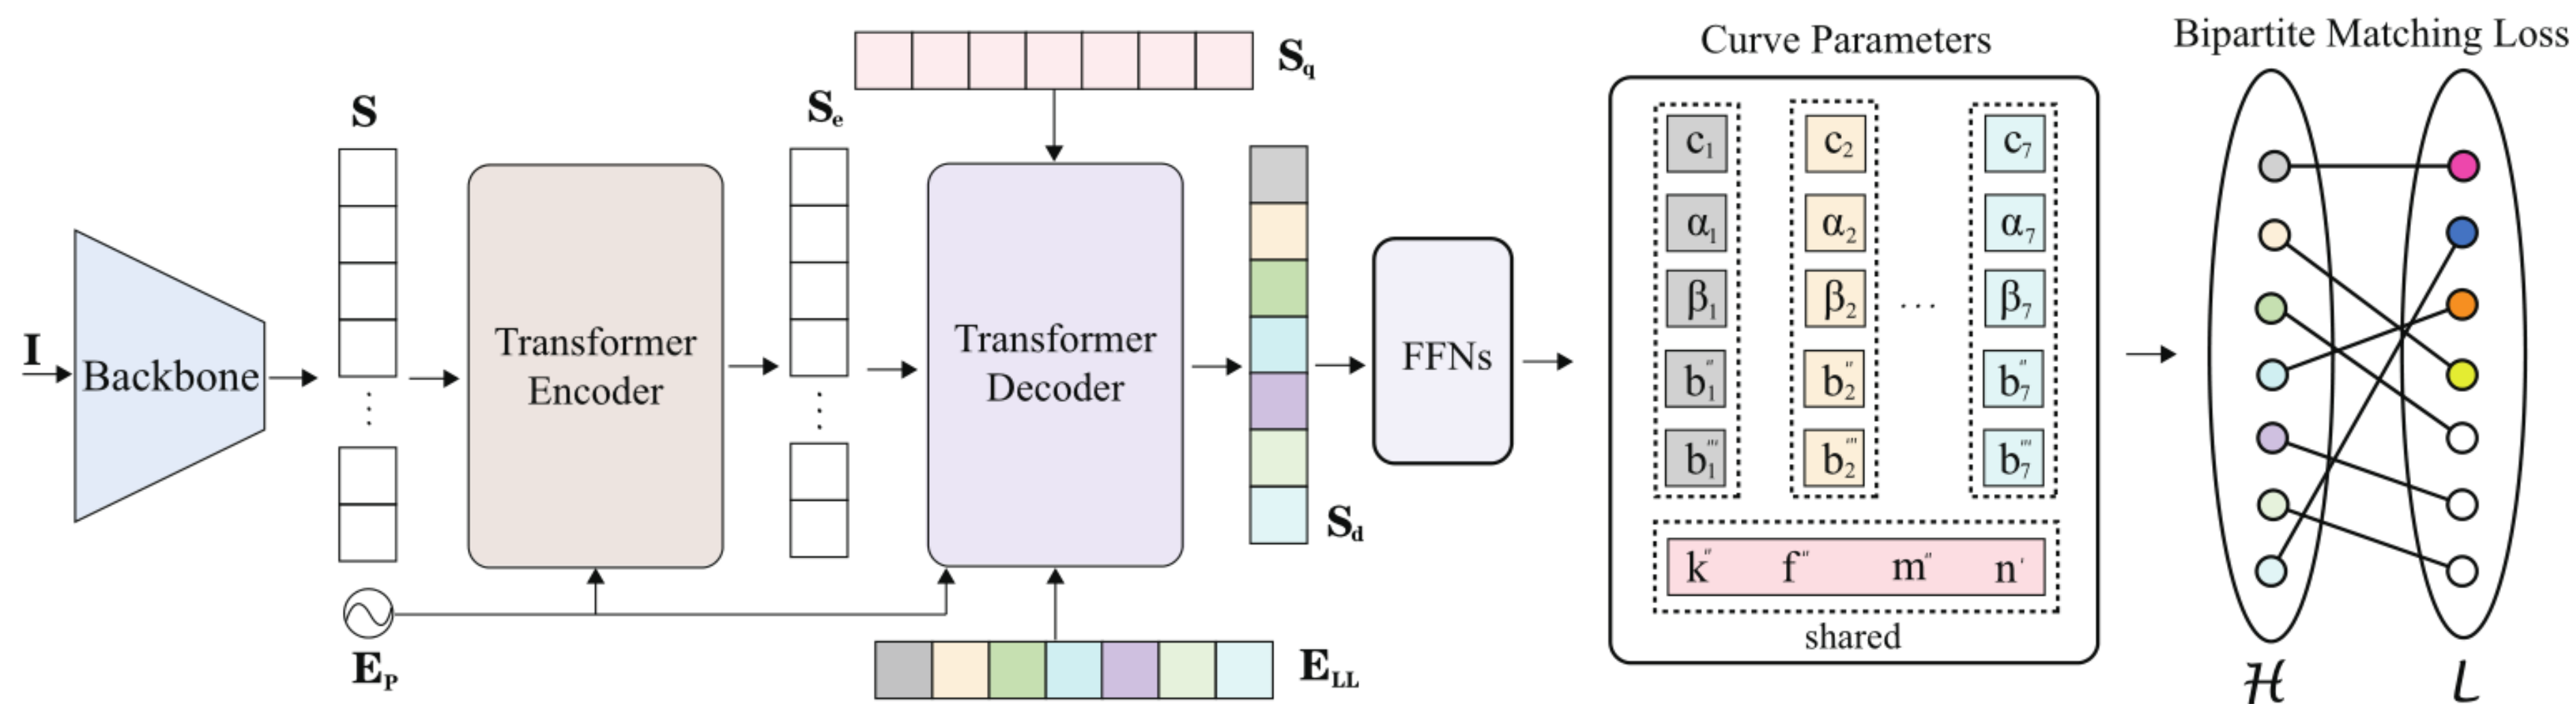 I
Backbone
S
E_P
Transformer
Encoder
S_e
S_q
Transformer
Decoder
E_LL
S_d
FFNs
Curve Parameters
c_1 c_2 c_7
α_1 α_2 α_7
β_1 β_2 ... β_7
b''_1 b''_2 b''_7
b'''_1 b'''_2 b'''_7
k'' f'' m'' n'
shared
Bipartite Matching Loss
ℋ ℒ